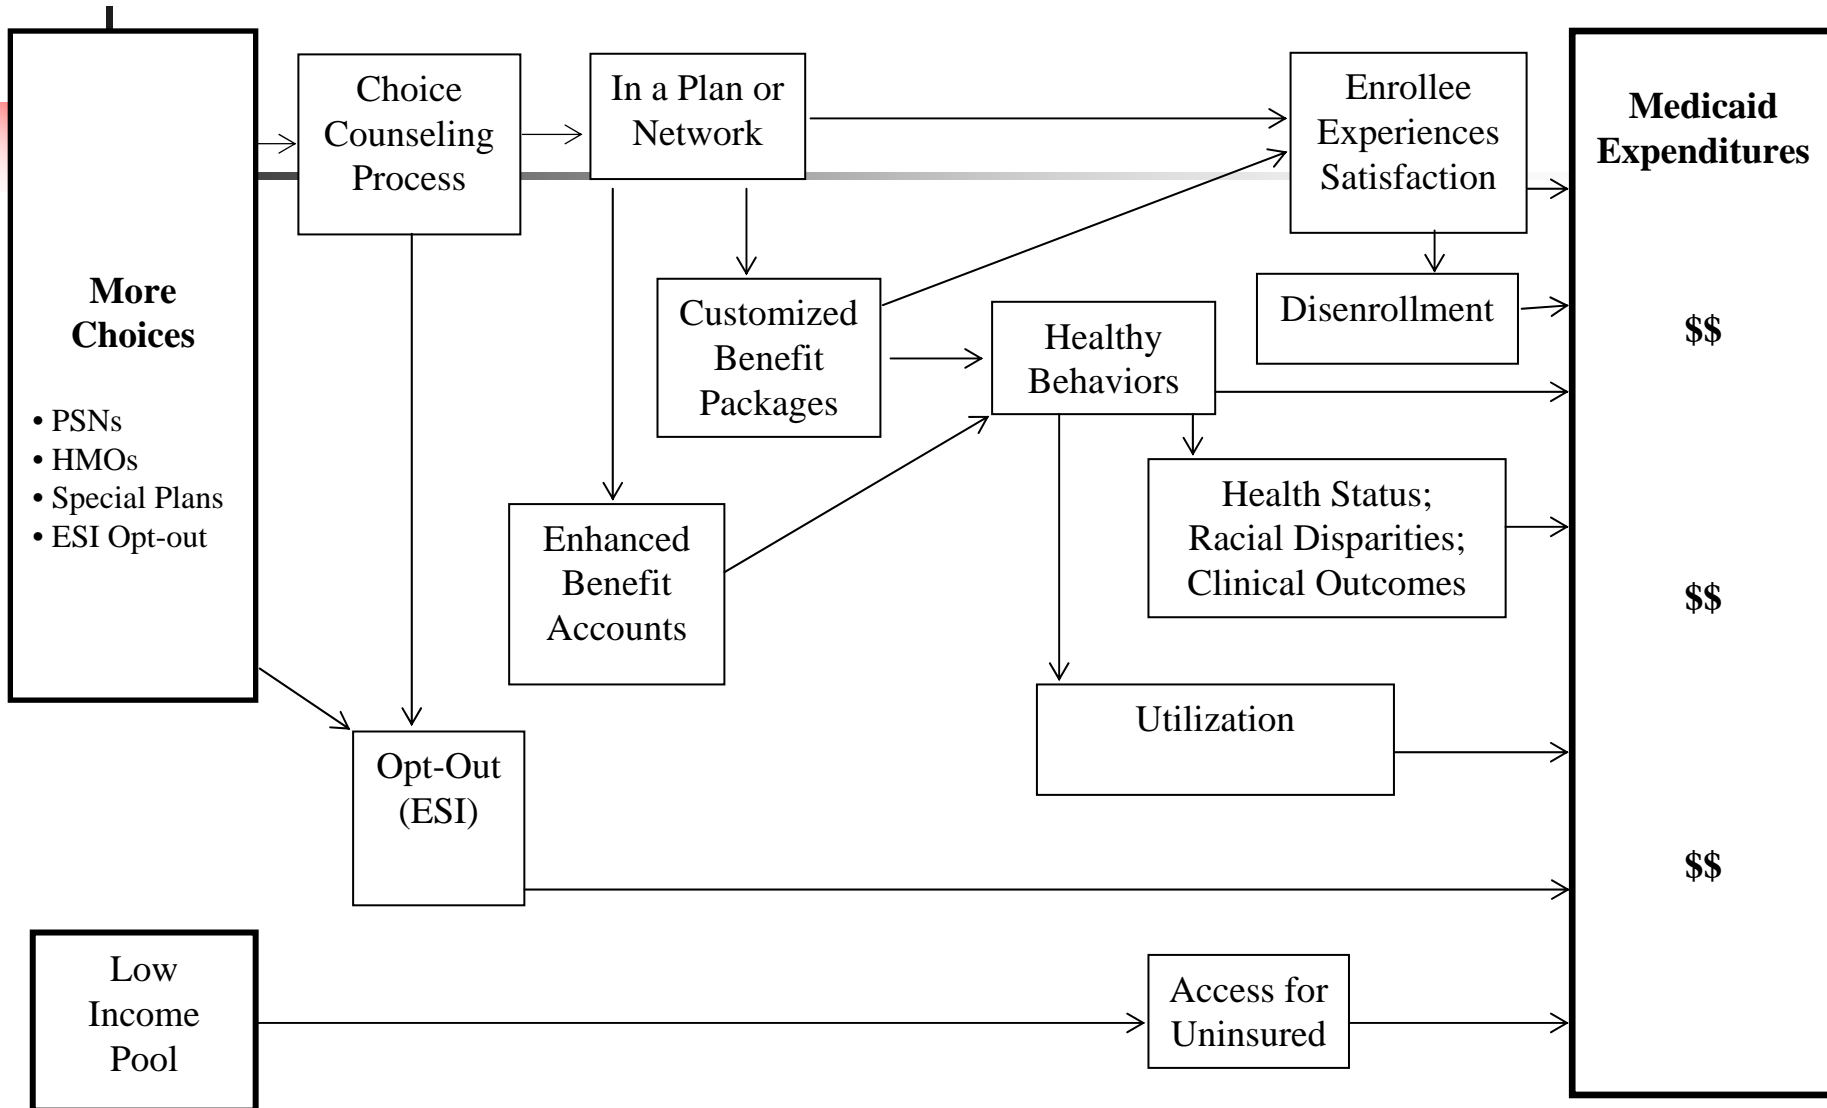 More
Choices
• PSNs
• HMOs
• Special Plans
• ESI Opt-out
Choice
Counseling
Process
In a Plan or
Network
Customized
Benefit
Packages
Enhanced
Benefit
Accounts
Opt-Out
(ESI)
Low
Income
Pool
Enrollee
Experiences
Satisfaction
Disenrollment
Healthy
Behaviors
Health Status;
Racial Disparities;
Clinical Outcomes
Utilization
Access for
Uninsured
Medicaid
Expenditures
$$
$$
$$